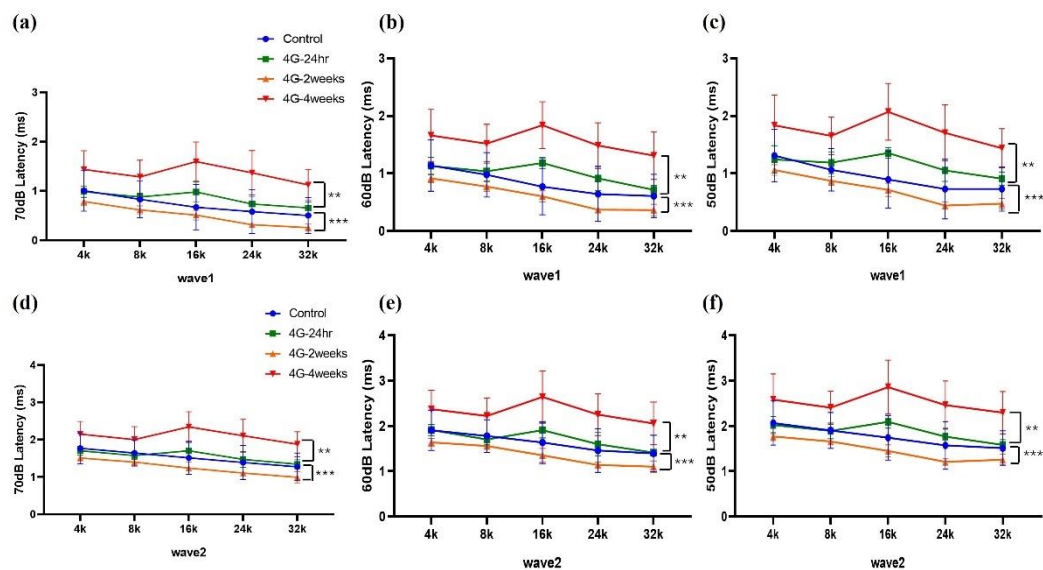 (a)
70dB Latency (ms)
3
2
1
0
4k 8k 16k 24k 32k
wave1
Control
4G-24hr
4G-2weeks
4G-4weeks
**
***
(b)
60dB Latency (ms)
3
2
1
0
4k 8k 16k 24k 32k
wave1
**
***
(c)
50dB Latency (ms)
3
2
1
0
4k 8k 16k 24k 32k
wave1
**
***
(d)
70dB Latency (ms)
4
3
2
1
0
4k 8k 16k 24k 32k
wave2
Control
4G-24hr
4G-2weeks
4G-4weeks
**
***
(e)
60dB Latency (ms)
4
3
2
1
0
4k 8k 16k 24k 32k
wave2
**
***
(f)
50dB Latency (ms)
4
3
2
1
0
4k 8k 16k 24k 32k
wave2
**
***